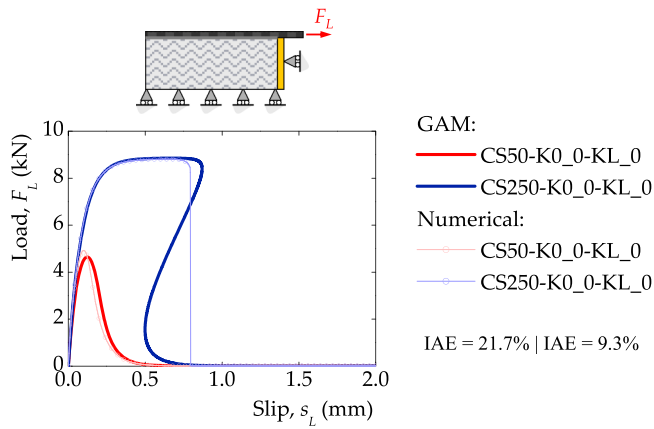 F_L
10
8
6
4
2
0
Load, F_L (kN)
0.0 0.5 1.0 1.5 2.0
Slip, s_L (mm)
GAM:
CS50-K0_0-KL_0
CS250-K0_0-KL_0
Numerical:
CS50-K0_0-KL_0
CS250-K0_0-KL_0
IAE = 21.7% | IAE = 9.3%